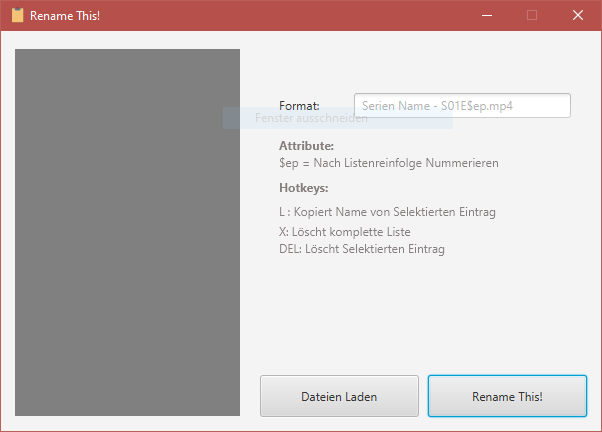 Rename This!
Format:
Serien Name - S01E$ep.mp4
Fenster ausschneiden
Attribute:
$ep = Nach Listenreinfolge Nummerieren
Hotkeys:
L : Kopiert Name von Selektierten Eintrag
X: Löscht komplette Liste
DEL: Löscht Selektierten Eintrag
Dateien Laden
Rename This!